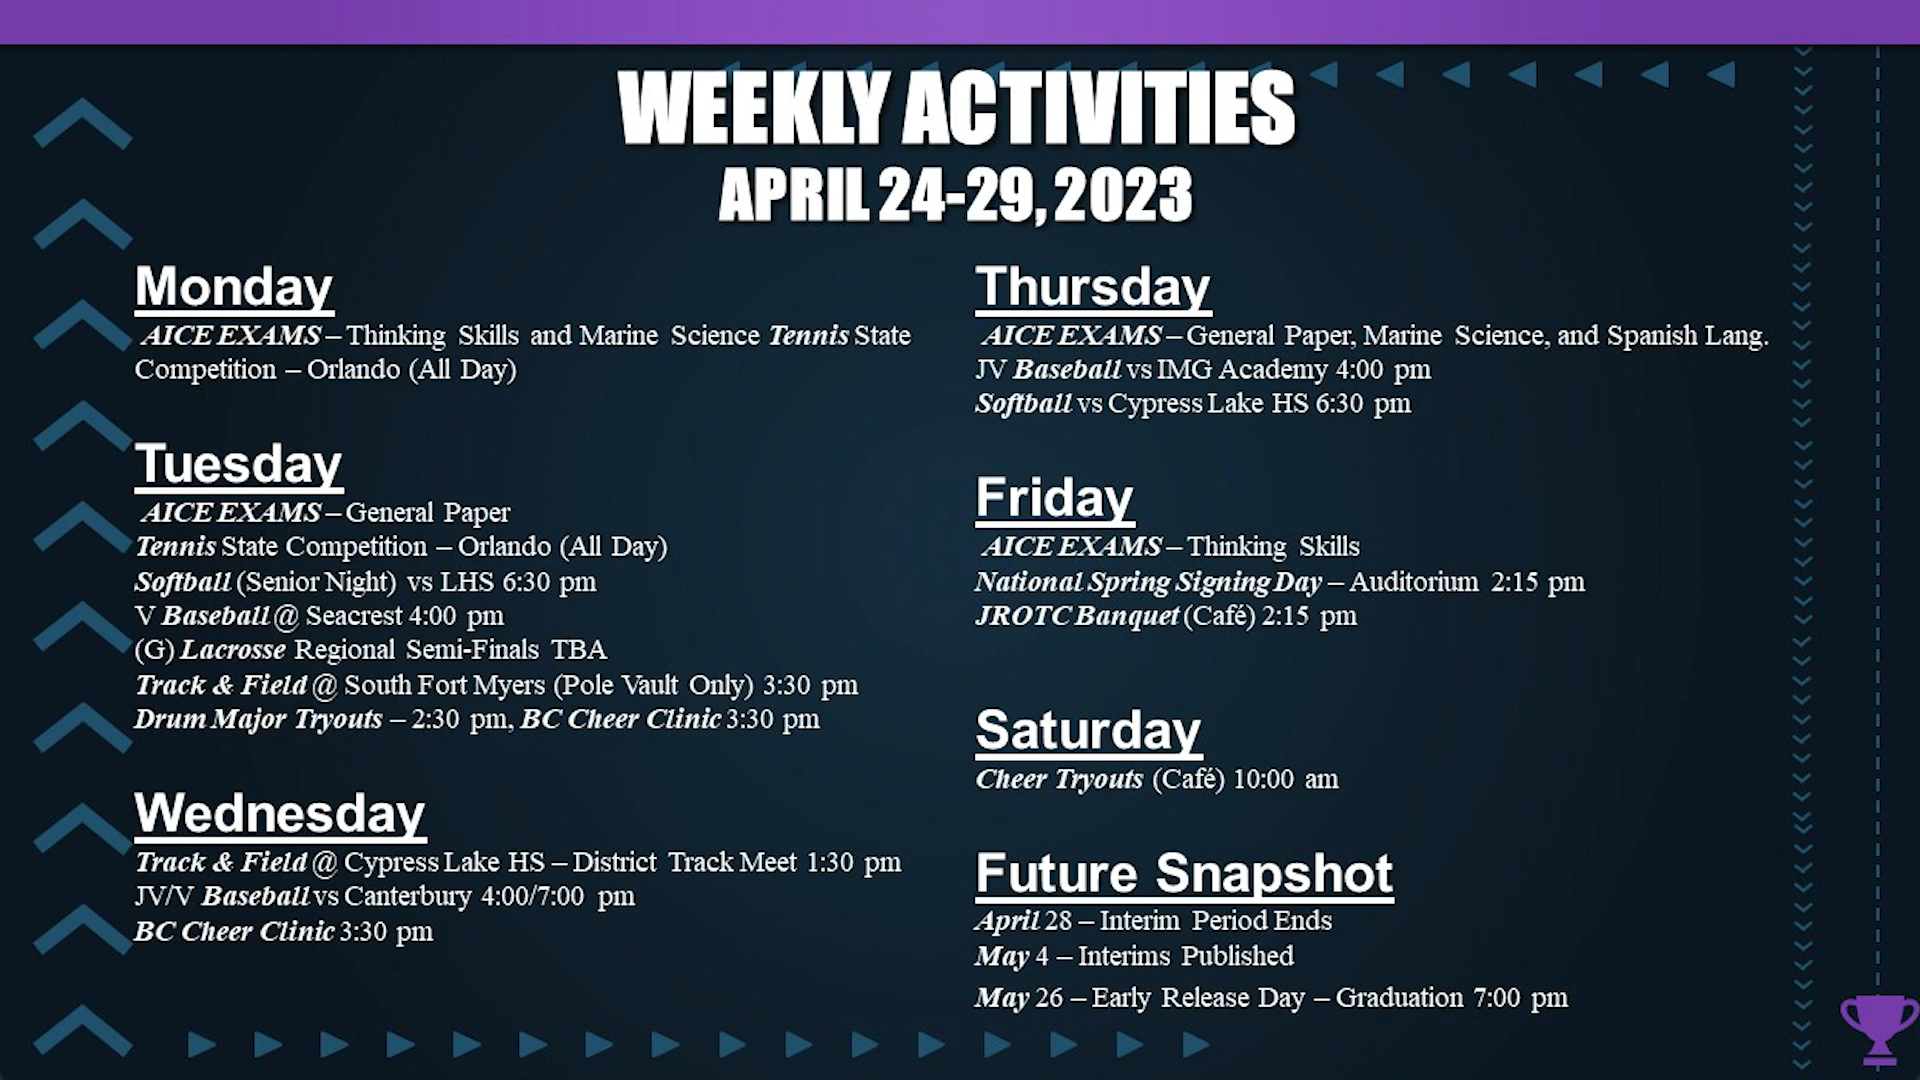 WEEKLY ACTIVITIES
APRIL 24-29, 2023
Monday
AICE EXAMS – Thinking Skills and Marine Science Tennis State
Competition – Orlando (All Day)
Tuesday
AICE EXAMS – General Paper
Tennis State Competition – Orlando (All Day)
Softball (Senior Night) vs LHS 6:30 pm
V Baseball @ Seacrest 4:00 pm
(G) Lacrosse Regional Semi-Finals TBA
Track & Field @ South Fort Myers (Pole Vault Only) 3:30 pm
Drum Major Tryouts – 2:30 pm, BC Cheer Clinic 3:30 pm
Wednesday
Track & Field @ Cypress Lake HS – District Track Meet 1:30 pm
JV/V Baseball vs Canterbury 4:00/7:00 pm
BC Cheer Clinic 3:30 pm
Thursday
AICE EXAMS – General Paper, Marine Science, and Spanish Lang.
JV Baseball vs IMG Academy 4:00 pm
Softball vs Cypress Lake HS 6:30 pm
Friday
AICE EXAMS – Thinking Skills
National Spring Signing Day – Auditorium 2:15 pm
JROTC Banquet (Café) 2:15 pm
Saturday
Cheer Tryouts (Café) 10:00 am
Future Snapshot
April 28 – Interim Period Ends
May 4 – Interims Published
May 26 – Early Release Day – Graduation 7:00 pm